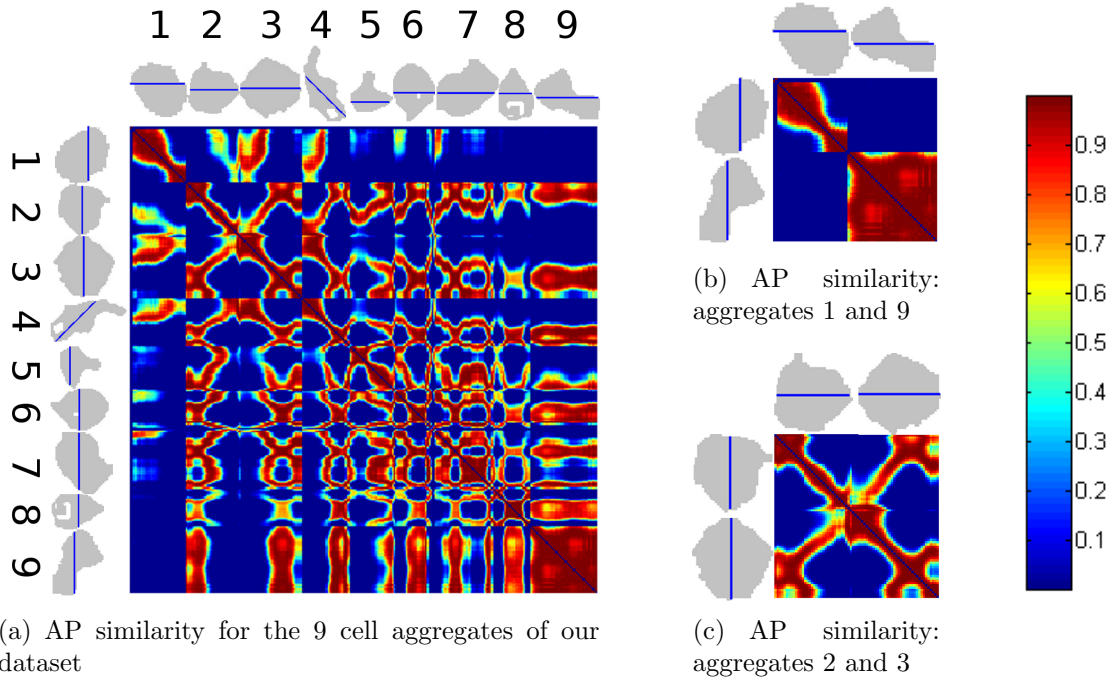 1 2 3 4 5 6 7 8 9
1
2
3
4
5
6
7
8
9
(a) AP similarity for the 9 cell aggregates of our
dataset
(b) AP similarity:
aggregates 1 and 9
(c) AP similarity:
aggregates 2 and 3
0.9
0.8
0.7
0.6
0.5
0.4
0.3
0.2
0.1